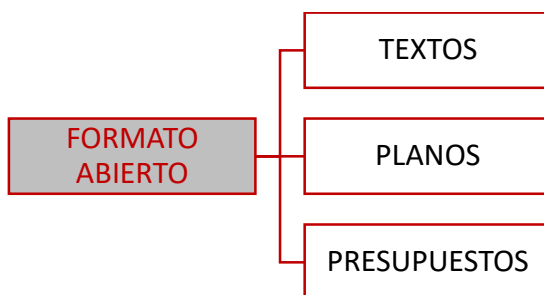 FORMATO
ABIERTO
TEXTOS
PLANOS
PRESUPUESTOS